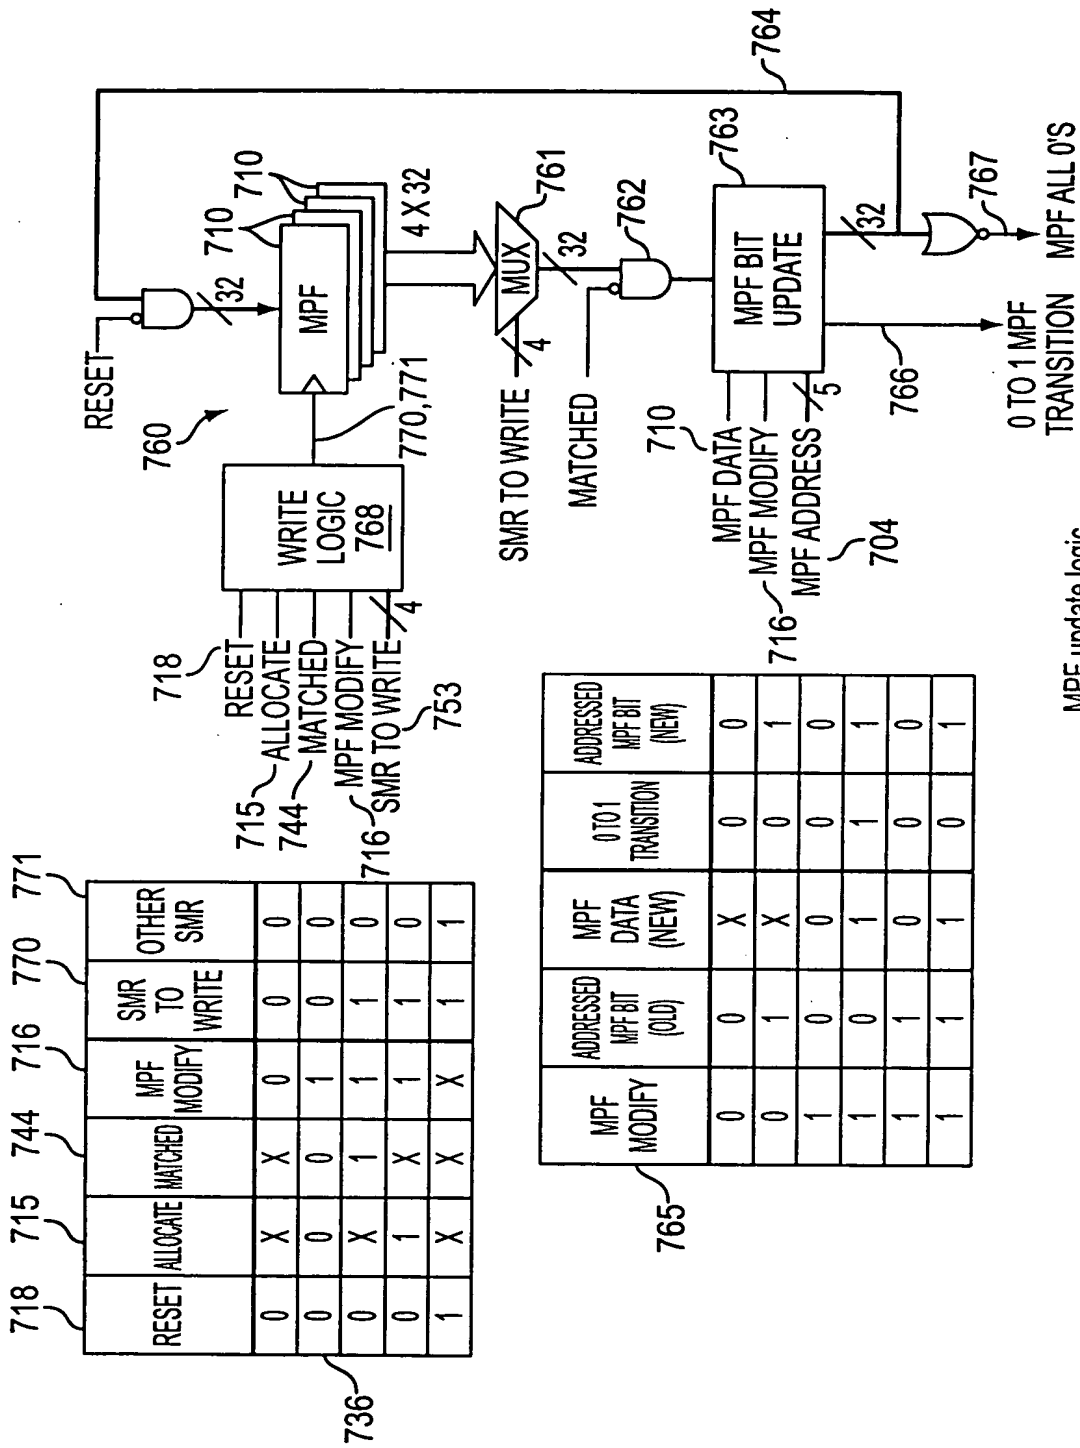 760
RESET
32
718
RESET
715
ALLOCATE
744
MATCHED
716
MPF MODIFY
SMR TO WRITE
753
4
WRITE
LOGIC
768
770,771
MPF
710
710
4 X 32
SMR TO WRITE
4
MUX
761
32
MATCHED
762
710
MPF DATA
716
MPF MODIFY
MPF ADDRESS
704
5
MPF BIT
UPDATE
763
32
764
766
767
0 TO 1 MPF
TRANSITION
MPF ALL 0'S
718 715 744 716 770 771
RESET ALLOCATE MATCHED MPF MODIFY SMR TO WRITE OTHER SMR
0 X X 0 0 0
0 0 0 1 0 0
0 X 1 1 1 0
0 1 X 1 1 0
1 X X X 1 1
736
765
MPF MODIFY ADDRESSED MPF BIT (OLD) MPF DATA (NEW) 0 TO 1 TRANSITION ADDRESSED MPF BIT (NEW)
0 0 X 0 0
0 1 X 0 1
1 0 0 0 0
1 0 1 1 1
1 1 0 0 0
1 1 1 0 1
MPF update logic